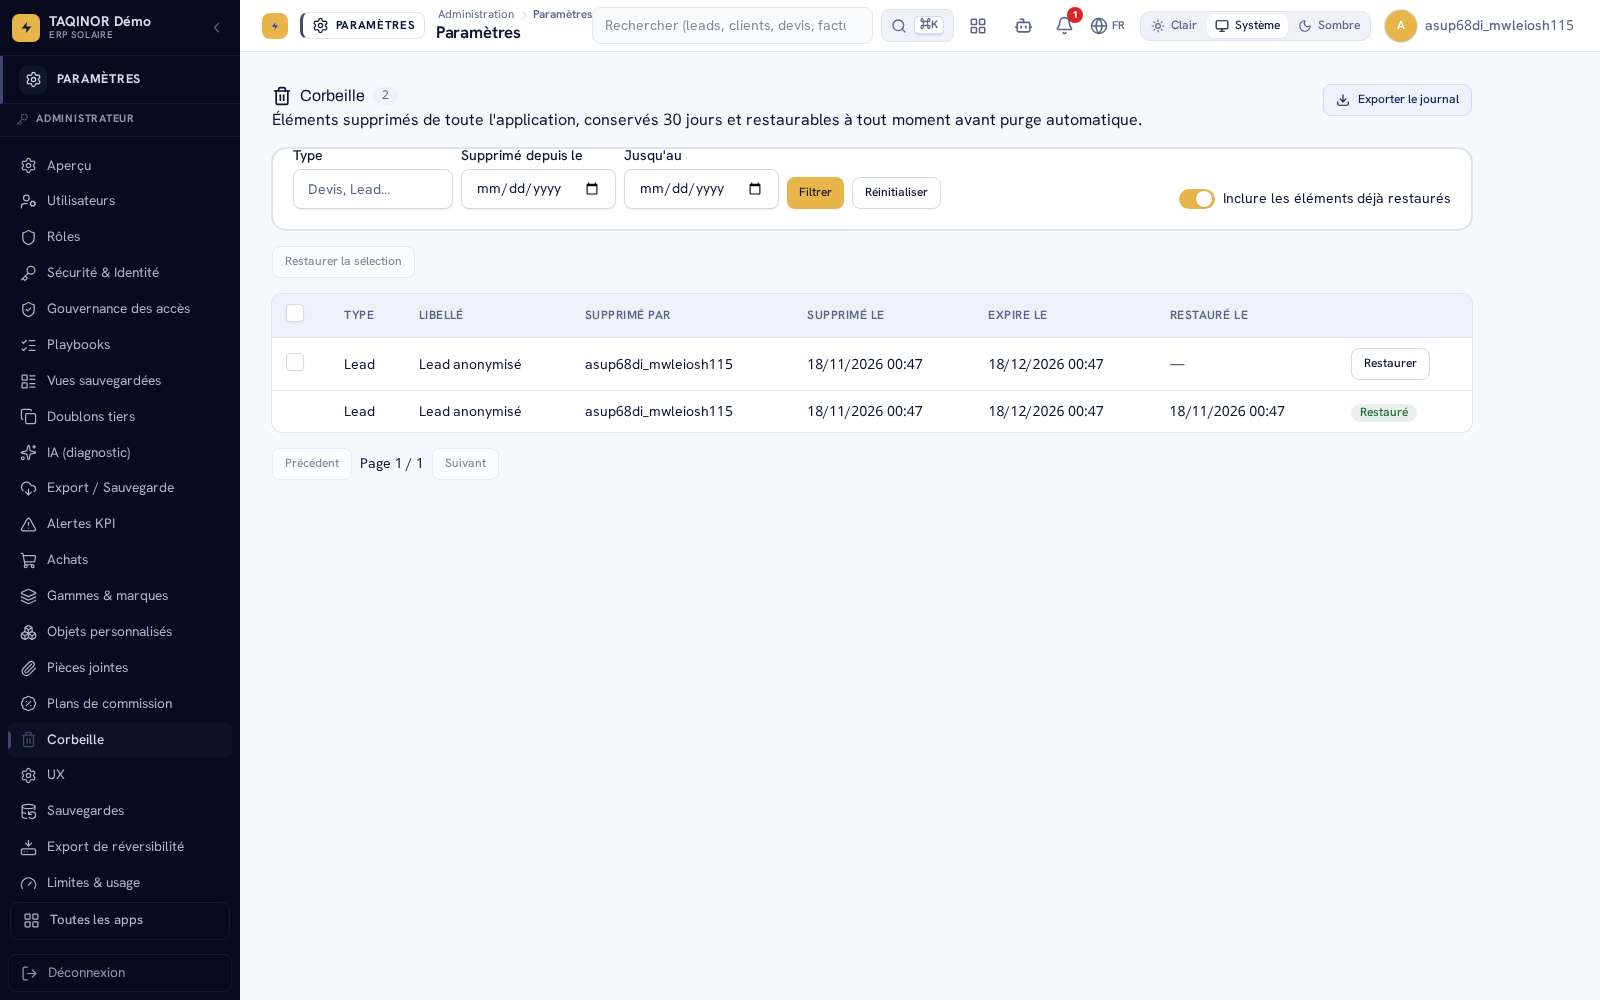 TAQINOR Démo
ERP SOLAIRE
PARAMÈTRES
ADMINISTRATEUR
Aperçu
Utilisateurs
Rôles
Sécurité & Identité
Gouvernance des accès
Playbooks
Vues sauvegardées
Doublons tiers
IA (diagnostic)
Export / Sauvegarde
Alertes KPI
Achats
Gammes & marques
Objets personnalisés
Pièces jointes
Plans de commission
Corbeille
UX
Sauvegardes
Export de réversibilité
Limites & usage
Toutes les apps
Déconnexion
PARAMÈTRES
Administration Paramètres
Paramètres
Rechercher (leads, clients, devis, factu
⌘K
1
FR
Clair Système Sombre
A asup68di_mwleiosh115
Corbeille 2
Éléments supprimés de toute l'application, conservés 30 jours et restaurables à tout moment avant purge automatique.
Exporter le journal
Type Supprimé depuis le Jusqu'au
Devis, Lead... mm/dd/yyyy mm/dd/yyyy Filtrer Réinitialiser Inclure les éléments déjà restaurés
Restaurer la sélection
TYPE LIBELLÉ SUPPRIMÉ PAR SUPPRIMÉ LE EXPIRE LE RESTAURÉ LE
Lead Lead anonymisé asup68di_mwleiosh115 18/11/2026 00:47 18/12/2026 00:47 — Restaurer
Lead Lead anonymisé asup68di_mwleiosh115 18/11/2026 00:47 18/12/2026 00:47 18/11/2026 00:47 Restauré
Précédent Page 1 / 1 Suivant